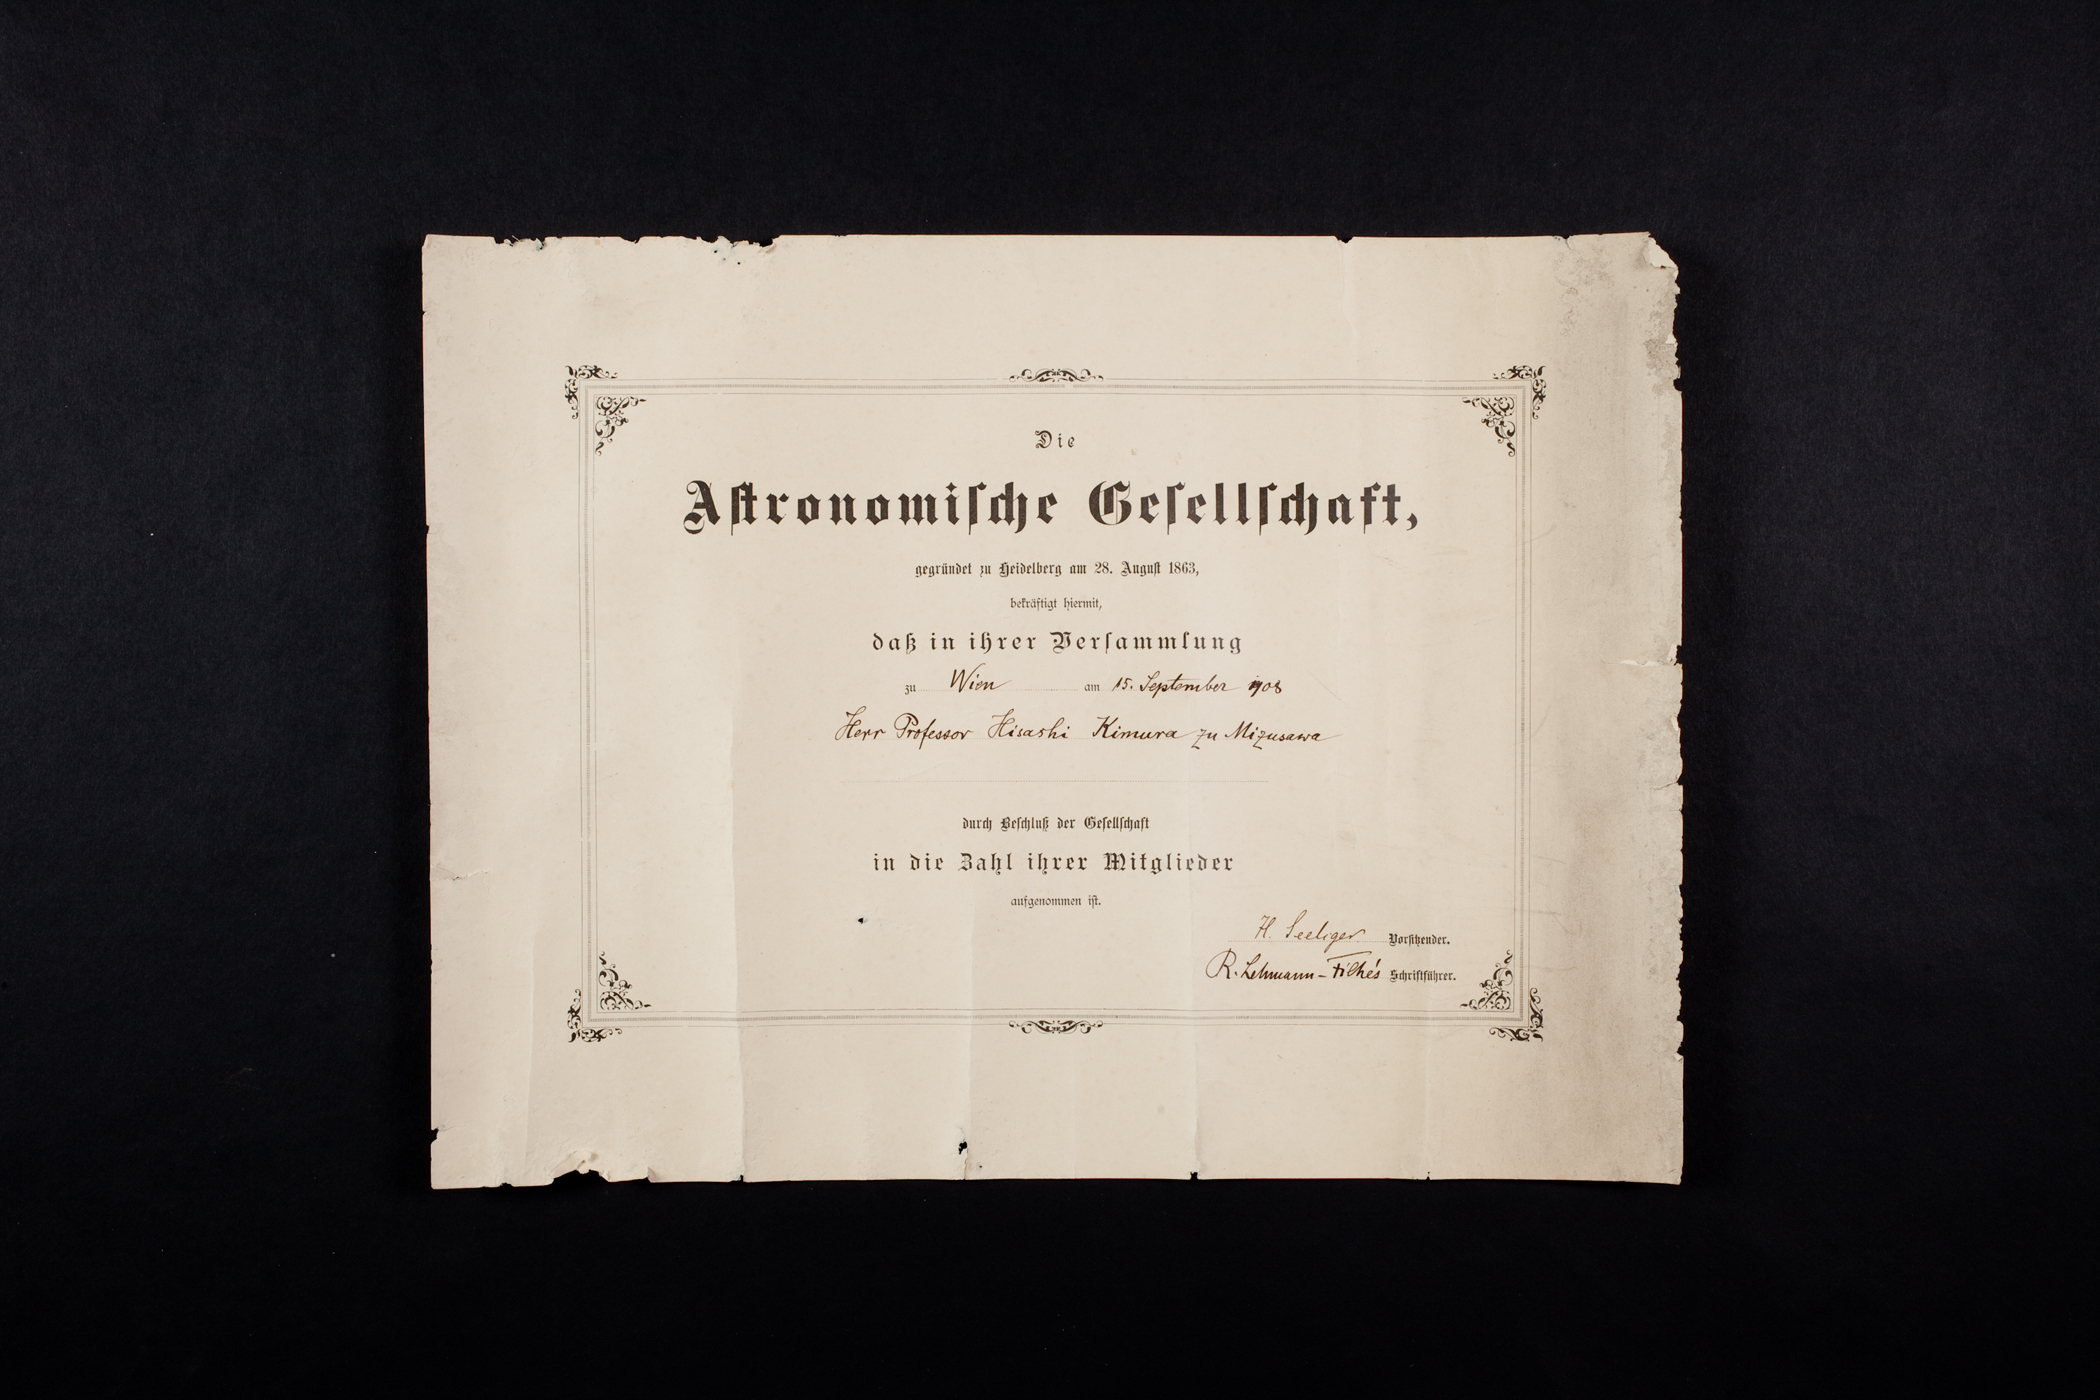 Die
Astronomische Gesellschaft,
gegründet zu Heidelberg am 28. August 1863,
bekräftigt hiermit,
daß in ihrer Versammlung
zu Wien am 15. September 1908
Herr Professor Hisashi Kimura zu Mizusawa
durch Beschluß der Gesellschaft
in die Zahl ihrer Mitglieder
aufgenommen ist.
H. Seeliger Vorsitzender.
R. Lehmann-Filhés Schriftführer.